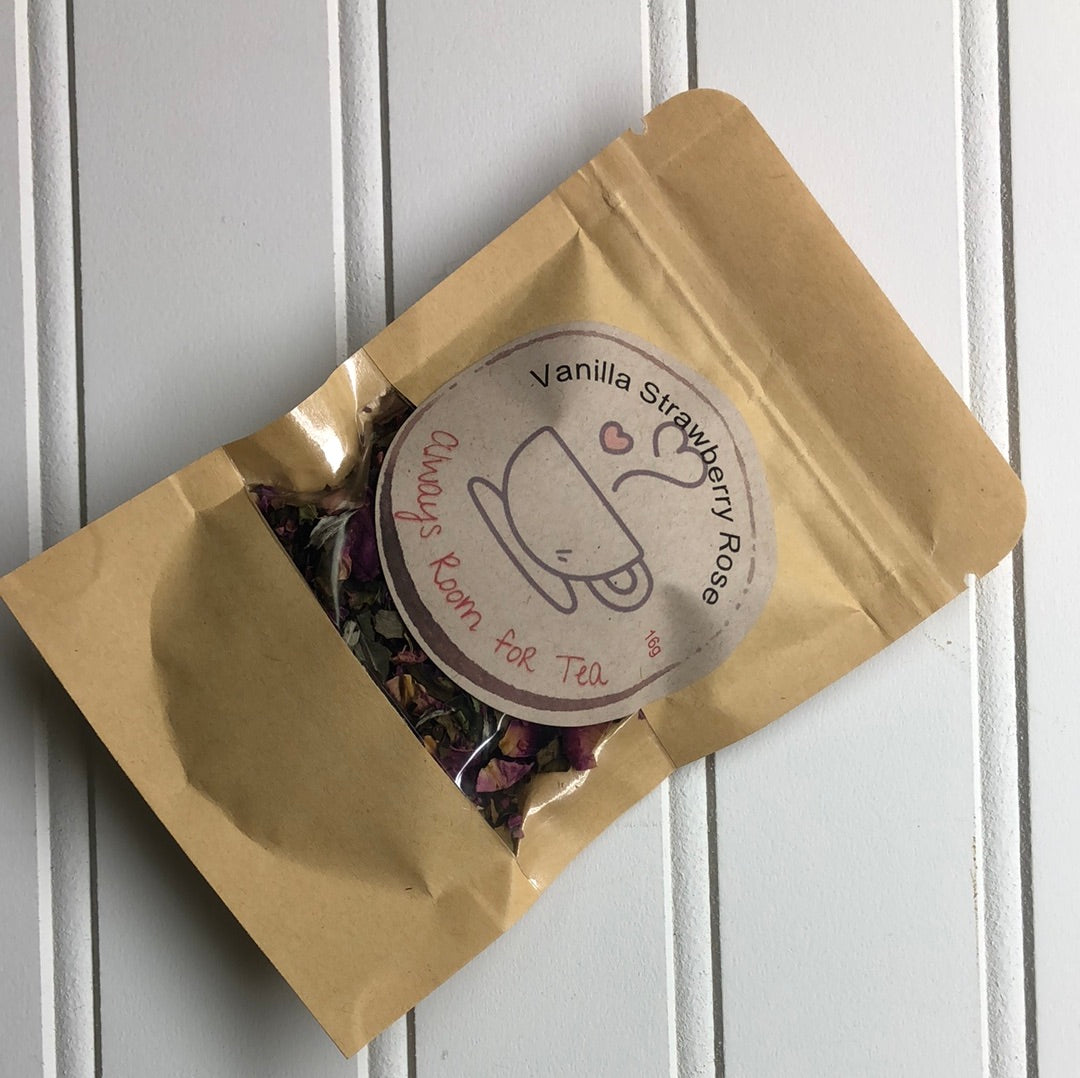 Vanilla Strawberry Rose
Always Room for Tea
16g